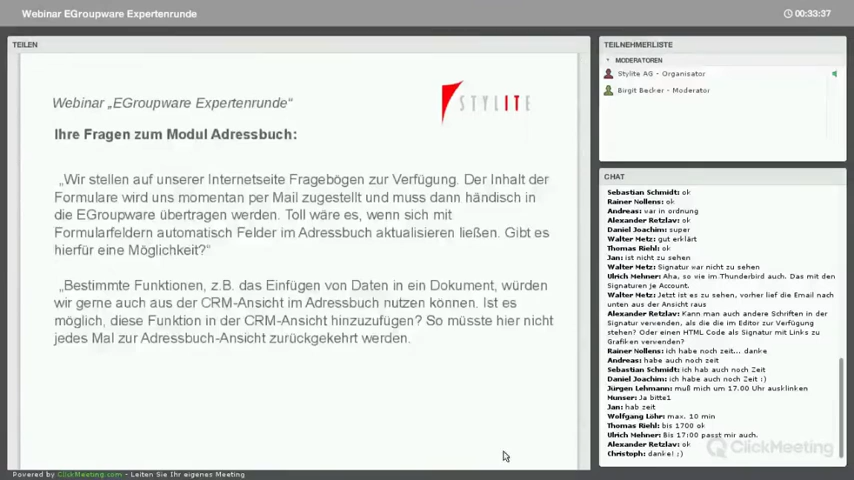 Webinar EGroupware Expertenrunde
00:33:37
TEILEN
Webinar „EGroupware Expertenrunde“
STYLITE
Ihre Fragen zum Modul Adressbuch:
„Wir stellen auf unserer Internetseite Fragebögen zur Verfügung. Der Inhalt der
Formulare wird uns momentan per Mail zugestellt und muss dann händisch in
die EGroupware übertragen werden. Toll wäre es, wenn sich mit
Formularfeldern automatisch Felder im Adressbuch aktualisieren ließen. Gibt es
hierfür eine Möglichkeit?“
„Bestimmte Funktionen, z.B. das Einfügen von Daten in ein Dokument, würden
wir gerne auch aus der CRM-Ansicht im Adressbuch nutzen können. Ist es
möglich, diese Funktion in der CRM-Ansicht hinzuzufügen? So müsste hier nicht
jedes Mal zur Adressbuch-Ansicht zurückgekehrt werden.
Powered by ClickMeeting.com - Leiten Sie Ihr eigenes Meeting
TEILNEHMERLISTE
MODERATOREN
Stylite AG - Organisator
Birgit Becker - Moderator
CHAT
Sebastian Schmidt: ok
Rainer Nollens: ok
Andreas: var in ordnung
Alexander Retzlav: ok
Daniel Joachim: super
Walter Metz: gut erklärt
Thomas Riehl: ok
Jan: ist nicht zu sehen
Walter Metz: Signatur war nicht zu sehen
Ulrich Mehner: Aha, so wie im Thunderbird auch. Das mit den
Signaturen je Account.
Walter Metz: Jetzt ist es zu sehen, vorher lief die Email nach
unten aus der Ansicht raus
Alexander Retzlav: Kann man auch andere Schriften in der
Signatur vervenden, als die die im Editor zur Verfügung
stehen? Oder einen HTML Code als Signatur mit Links zu
Grafiken verwenden?
Rainer Nollens: ich habe noch zeit... danke
Andreas: habe auch noch zeit
Sebastian Schmidt: ich hab auch noch Zeit
Daniel Joachim: ich habe auch noch Zeit :)
Jürgen Lehmann: muß mich um 17.00 Uhr ausklinken
Munser: Ja bitte1
Jan: hab zeit
Wolfgang Löhr: max. 10 min
Thomas Riehl: bis 1700 ok
Ulrich Mehner: Bis 17:00 passt mir auch.
Alexander Retzlav: ok
Christoph: danke! ;)
ClickMeeting